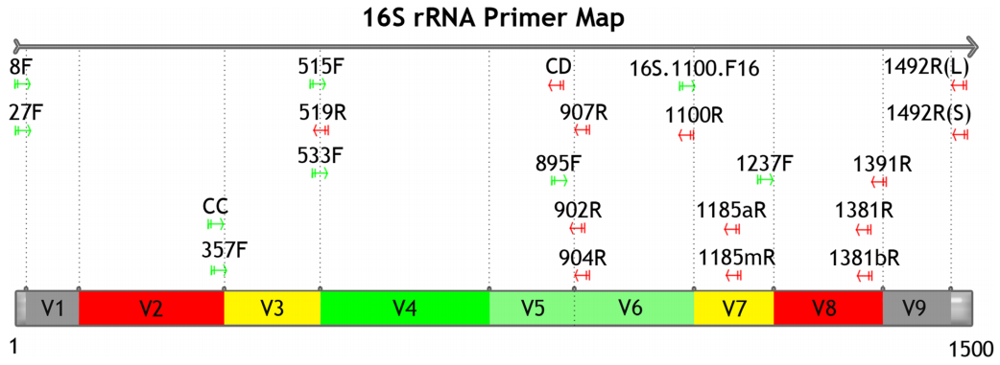 16S rRNA Primer Map
8F 515F CD 16S.1100.F16 1492R(L)
27F 519R 907R 1100R 1492R(S)
533F 895F 1237F 1391R
CC 902R 1185aR 1381R
357F 904R 1185mR 1381bR
V1 V2 V3 V4 V5 V6 V7 V8 V9
1 1500